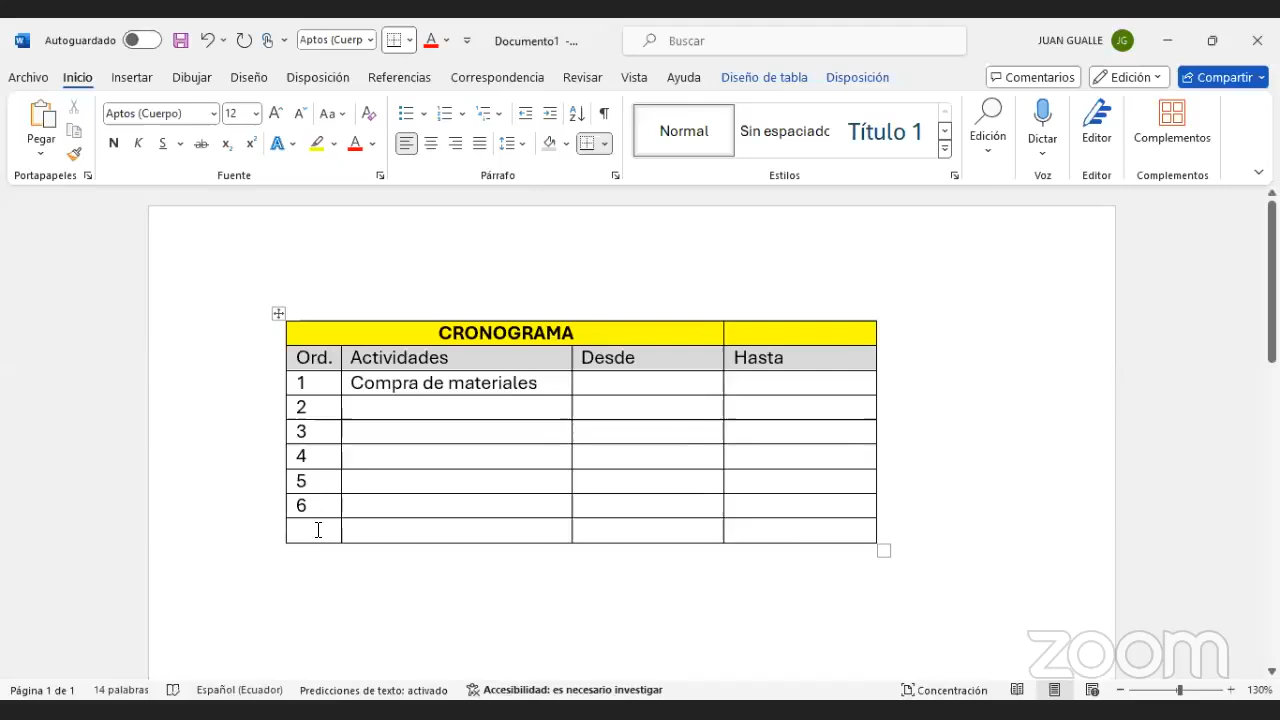 Autoguardado Aptos (Cuerp Documento1 -... Buscar JUAN GUALLE JG
Archivo Inicio Insertar Dibujar Diseño Disposición Referencias Correspondencia Revisar Vista Ayuda Diseño de tabla Disposición Comentarios Edición Compartir
Pegar Aptos (Cuerpo) 12 Aa Normal Sin espaciado Título 1 Edición Dictar Editor Complementos
N K S ab x₂ x² A A
Portapapeles Fuente Párrafo Estilos Voz Editor Complementos
CRONOGRAMA
Ord. Actividades Desde Hasta
1 Compra de materiales
2
3
4
5
6
zoom
Página 1 de 1 14 palabras Español (Ecuador) Predicciones de texto: activado Accesibilidad: es necesario investigar Concentración 130%